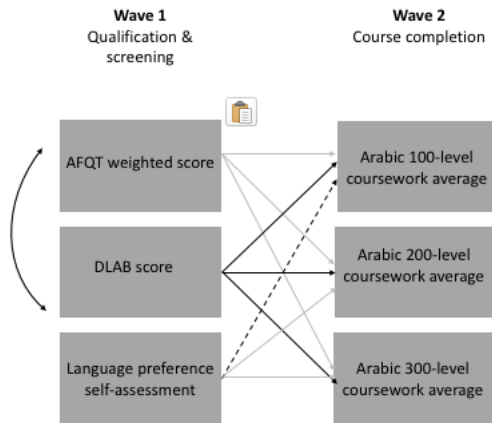 Wave 1
Qualification &
screening
Wave 2
Course completion
AFQT weighted score
DLAB score
Language preference
self-assessment
Arabic 100-level
coursework average
Arabic 200-level
coursework average
Arabic 300-level
coursework average